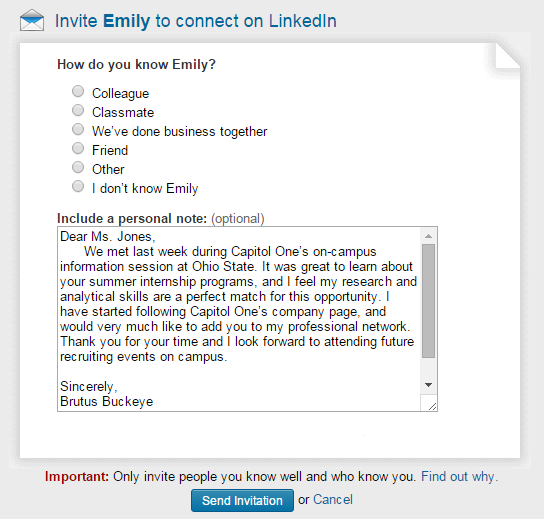 Invite Emily to connect on LinkedIn
How do you know Emily?
Colleague
Classmate
We've done business together
Friend
Other
I don't know Emily
Include a personal note: (optional)
Dear Ms. Jones,
We met last week during Capitol One's on-campus
information session at Ohio State. It was great to learn about
your summer internship programs, and I feel my research and
analytical skills are a perfect match for this opportunity. I
have started following Capitol One's company page, and
would very much like to add you to my professional network.
Thank you for your time and I look forward to attending future
recruiting events on campus.
Sincerely,
Brutus Buckeye
Important: Only invite people you know well and who know you. Find out why.
Send Invitation or Cancel